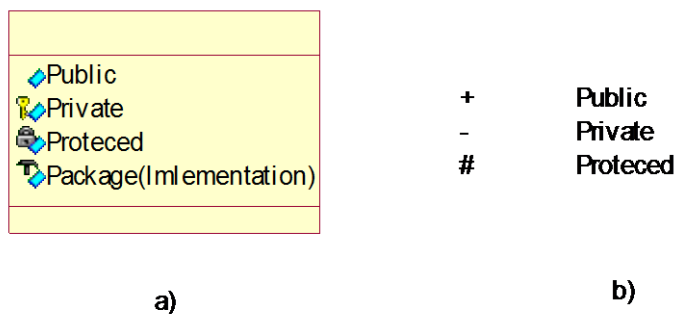 Public
Private
Proteced
Package(Imlementation)
a)
+ Public
- Private
# Proteced
b)